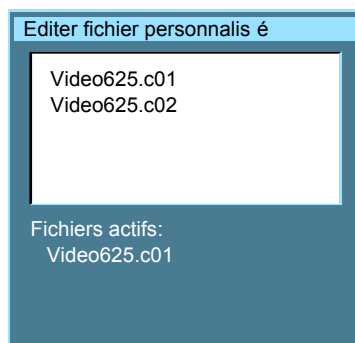 Editer fichier personnalis é
Video625.c01
Video625.c02
Fichiers actifs:
Video625.c01